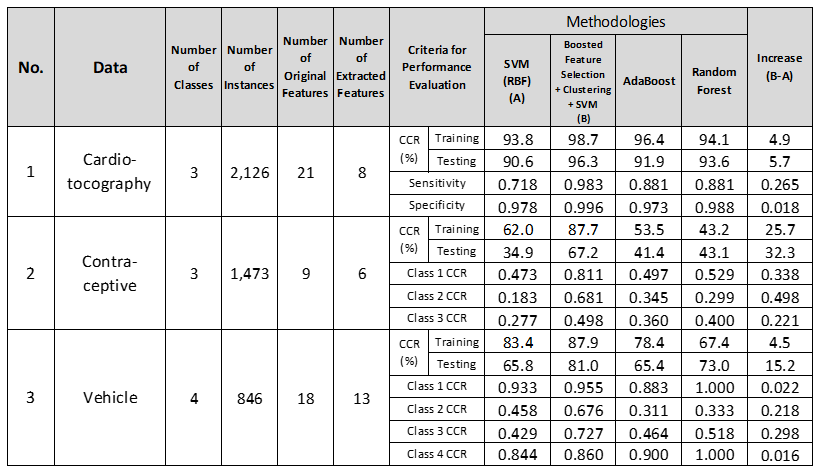 No. Data Number of Classes Number of Instances Number of Original Features Number of Extracted Features Criteria for Performance Evaluation Methodologies Increase (B-A)
SVM (RBF) (A) Boosted Feature Selection + Clustering + SVM (B) AdaBoost Random Forest
1 Cardio-tocography 3 2,126 21 8 CCR (%) Training 93.8 98.7 96.4 94.1 4.9
Testing 90.6 96.3 91.9 93.6 5.7
Sensitivity 0.718 0.983 0.881 0.881 0.265
Specificity 0.978 0.996 0.973 0.988 0.018
2 Contra-ceptive 3 1,473 9 6 CCR (%) Training 62.0 87.7 53.5 43.2 25.7
Testing 34.9 67.2 41.4 43.1 32.3
Class 1 CCR 0.473 0.811 0.497 0.529 0.338
Class 2 CCR 0.183 0.681 0.345 0.299 0.498
Class 3 CCR 0.277 0.498 0.360 0.400 0.221
3 Vehicle 4 846 18 13 CCR (%) Training 83.4 87.9 78.4 67.4 4.5
Testing 65.8 81.0 65.4 73.0 15.2
Class 1 CCR 0.933 0.955 0.883 1.000 0.022
Class 2 CCR 0.458 0.676 0.311 0.333 0.218
Class 3 CCR 0.429 0.727 0.464 0.518 0.298
Class 4 CCR 0.844 0.860 0.900 1.000 0.016